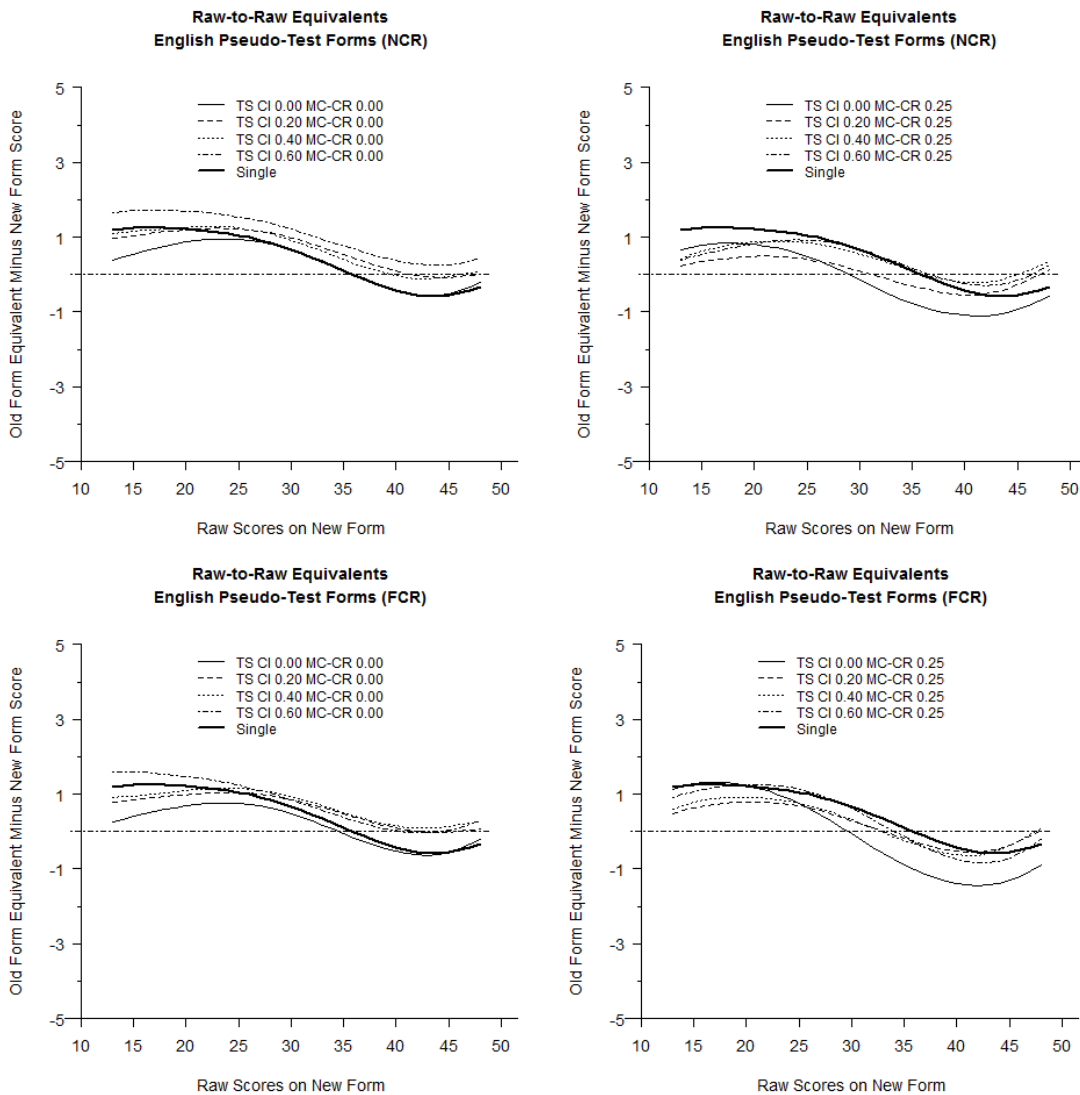 Raw-to-Raw Equivalents
English Pseudo-Test Forms (NCR)
TS CI 0.00 MC-CR 0.00
TS CI 0.20 MC-CR 0.00
TS CI 0.40 MC-CR 0.00
TS CI 0.60 MC-CR 0.00
Single
Old Form Equivalent Minus New Form Score
5
3
1
-1
-3
-5
10 15 20 25 30 35 40 45 50
Raw Scores on New Form
Raw-to-Raw Equivalents
English Pseudo-Test Forms (NCR)
TS CI 0.00 MC-CR 0.25
TS CI 0.20 MC-CR 0.25
TS CI 0.40 MC-CR 0.25
TS CI 0.60 MC-CR 0.25
Single
Old Form Equivalent Minus New Form Score
5
3
1
-1
-3
-5
10 15 20 25 30 35 40 45 50
Raw Scores on New Form
Raw-to-Raw Equivalents
English Pseudo-Test Forms (FCR)
TS CI 0.00 MC-CR 0.00
TS CI 0.20 MC-CR 0.00
TS CI 0.40 MC-CR 0.00
TS CI 0.60 MC-CR 0.00
Single
Old Form Equivalent Minus New Form Score
5
3
1
-1
-3
-5
10 15 20 25 30 35 40 45 50
Raw Scores on New Form
Raw-to-Raw Equivalents
English Pseudo-Test Forms (FCR)
TS CI 0.00 MC-CR 0.25
TS CI 0.20 MC-CR 0.25
TS CI 0.40 MC-CR 0.25
TS CI 0.60 MC-CR 0.25
Single
Old Form Equivalent Minus New Form Score
5
3
1
-1
-3
-5
10 15 20 25 30 35 40 45 50
Raw Scores on New Form